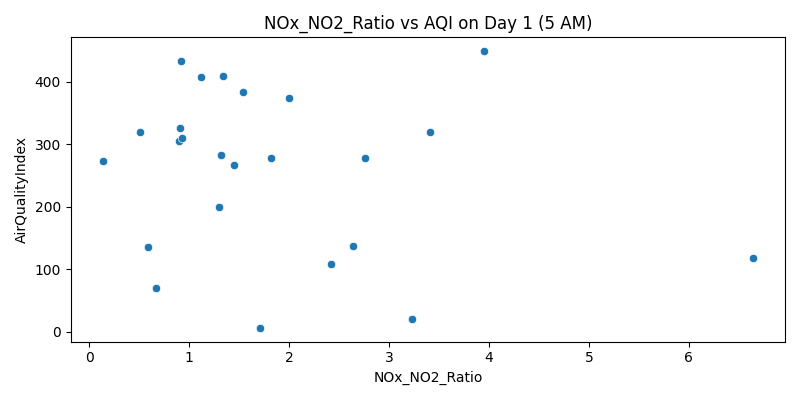 NOx_NO2_Ratio vs AQI on Day 1 (5 AM)
AirQualityIndex
400
300
200
100
0
0 1 2 3 4 5 6
NOx_NO2_Ratio